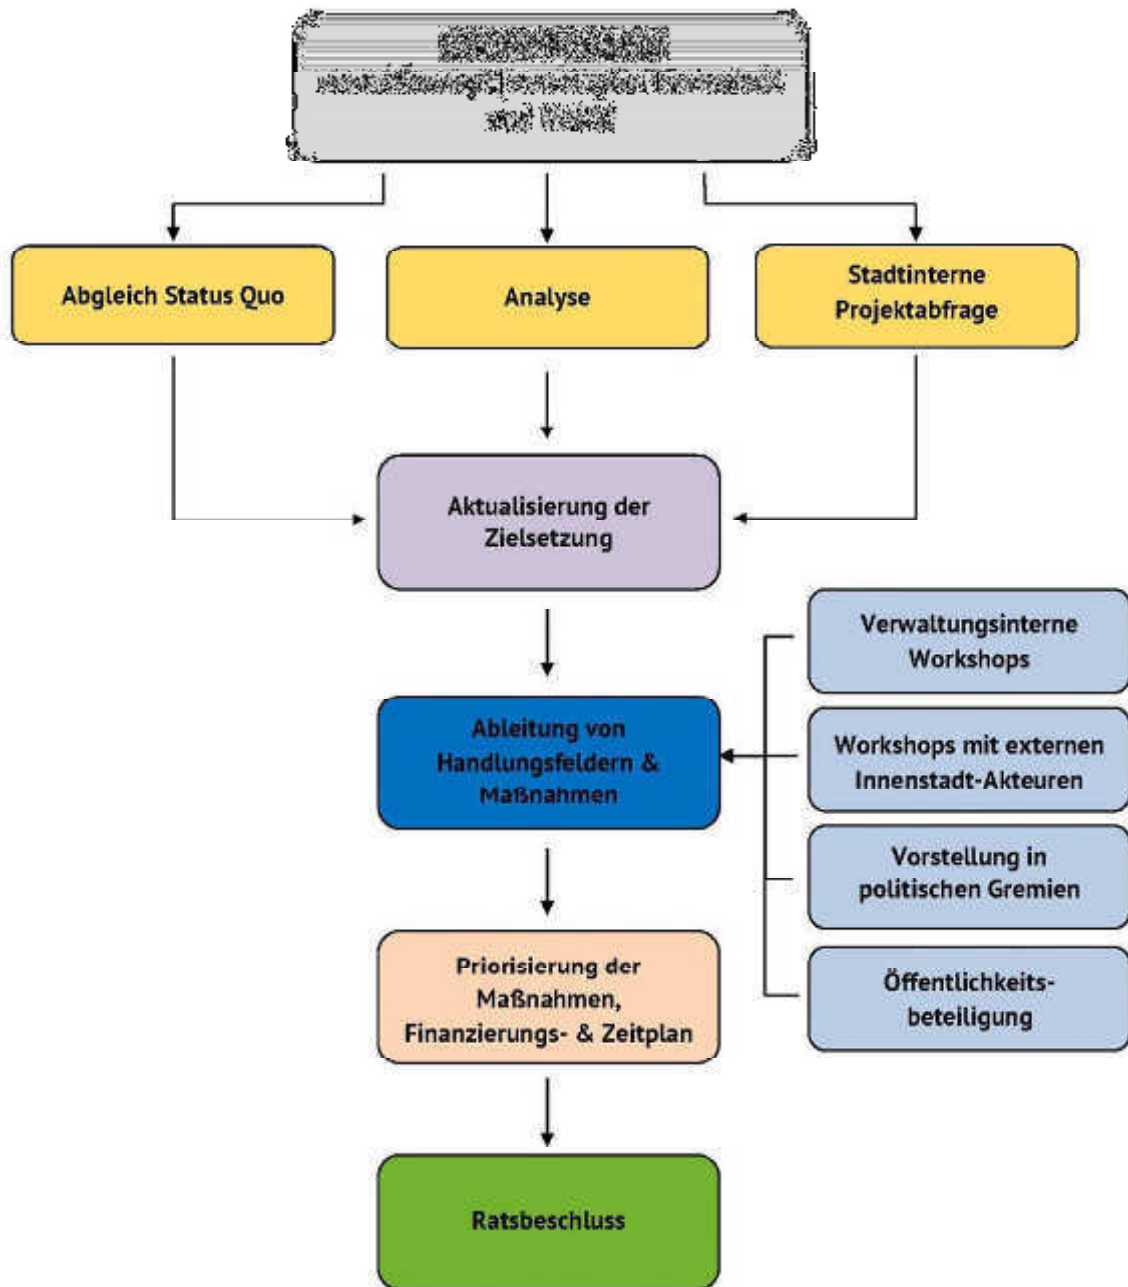 Abgleich Status Quo
Analyse
Stadtinterne
Projektabfrage
Aktualisierung der
Zielsetzung
Verwaltungsinterne
Workshops
Ableitung von
Handlungsfeldern &
Maßnahmen
Workshops mit externen
Innenstadt-Akteuren
Vorstellung in
politischen Gremien
Priorisierung der
Maßnahmen,
Finanzierungs- & Zeitplan
Öffentlichkeits-
beteiligung
Ratsbeschluss